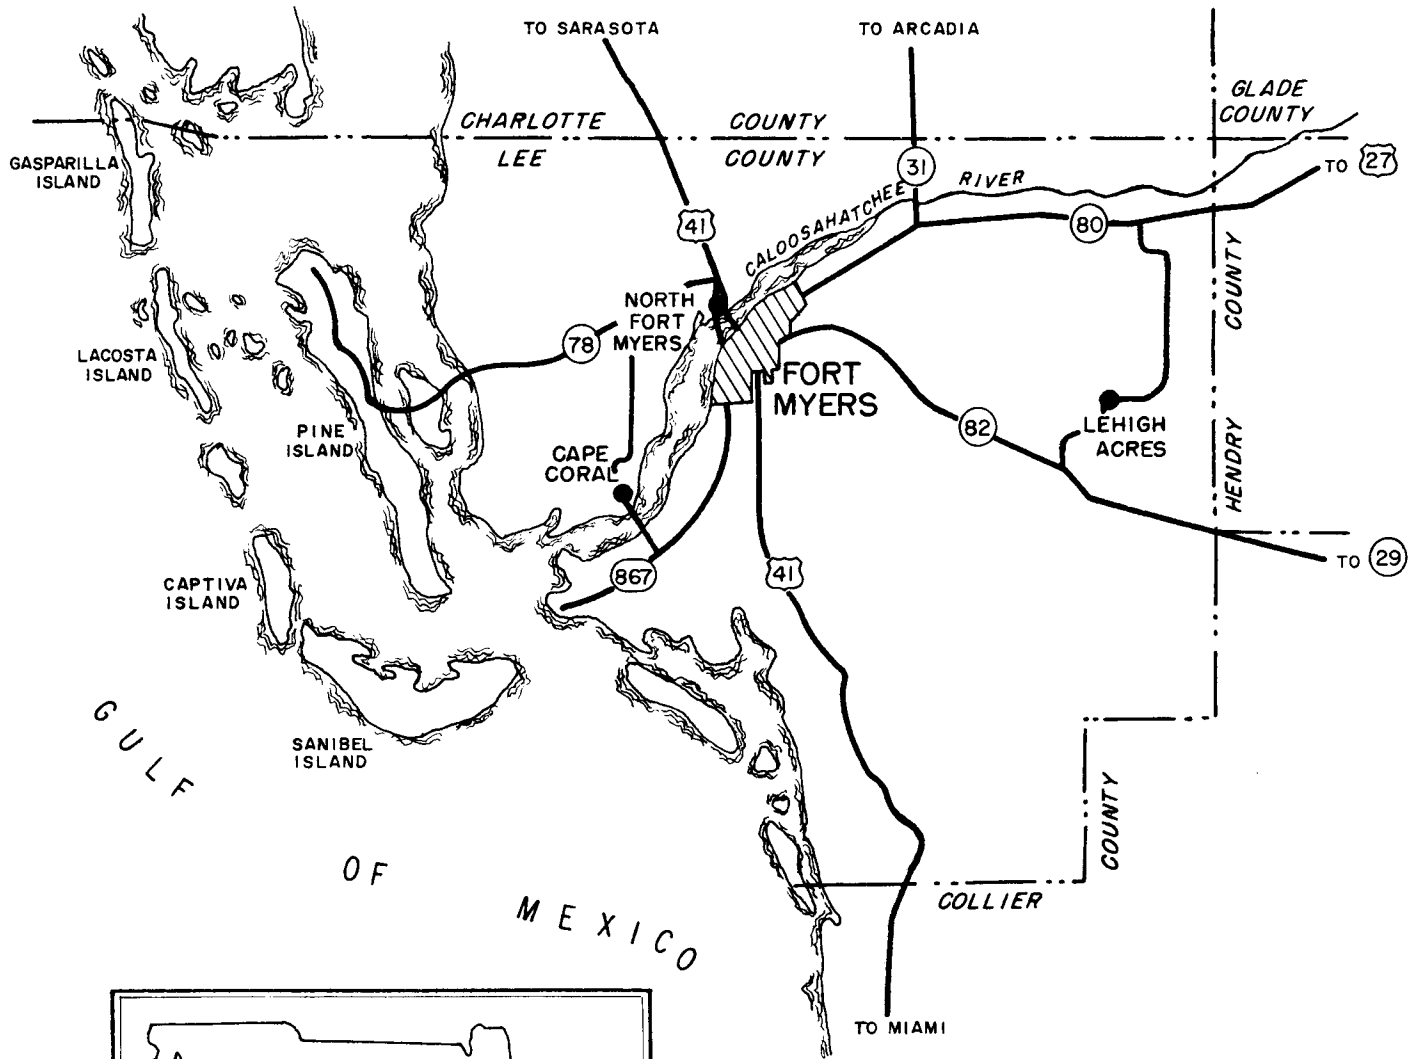 TO SARASOTA
TO ARCADIA
GLADE
COUNTY
CHARLOTTE COUNTY
LEE COUNTY
GASPARILLA
ISLAND
31
CALOOSAHATCHEE RIVER
TO 27
41
80
COUNTY
NORTH
FORT
MYERS
78
LACOSTA
ISLAND
FORT
MYERS
PINE
ISLAND
82
LEHIGH
ACRES
HENDRY
CAPE
CORAL
TO 29
CAPTIVA
ISLAND
867
41
SANIBEL
ISLAND
GULF
OF
MEXICO
COUNTY
COLLIER
TO MIAMI